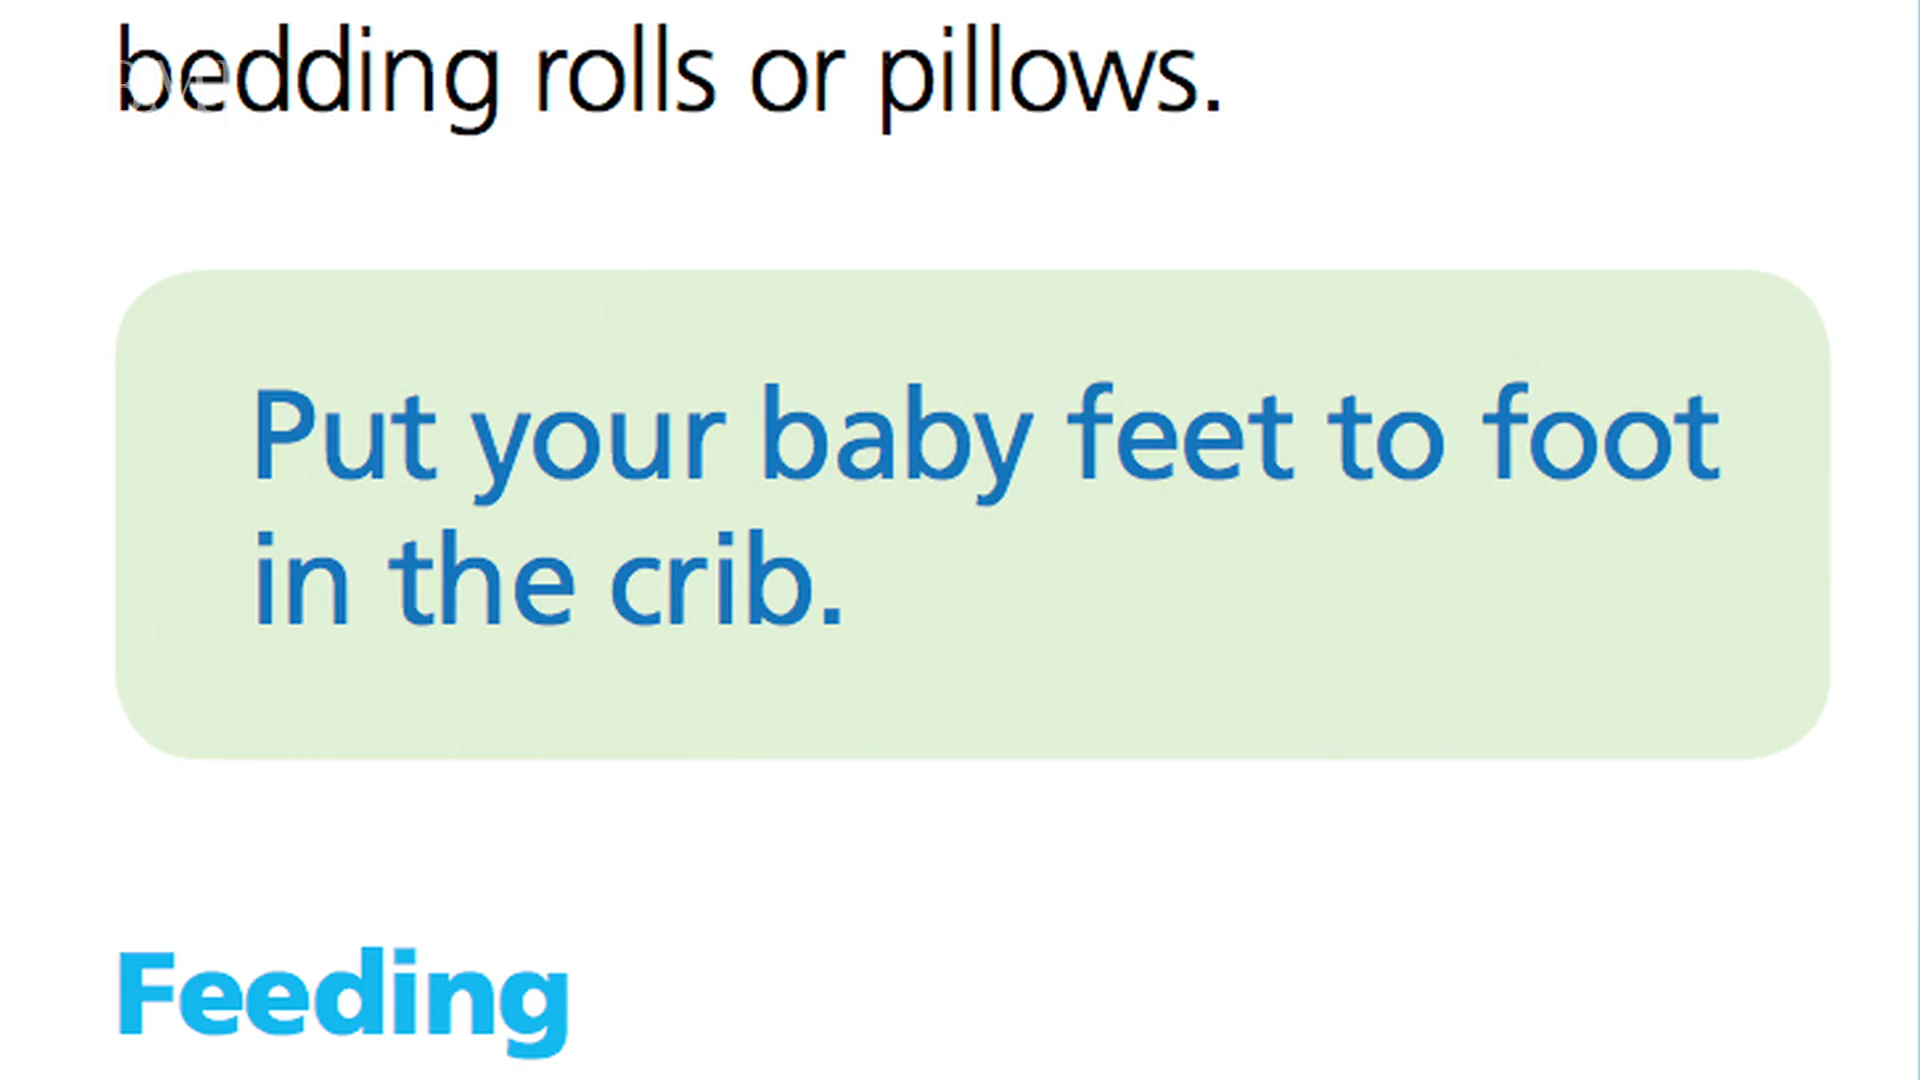 bedding rolls or pillows.
Put your baby feet to foot
in the crib.
Feeding